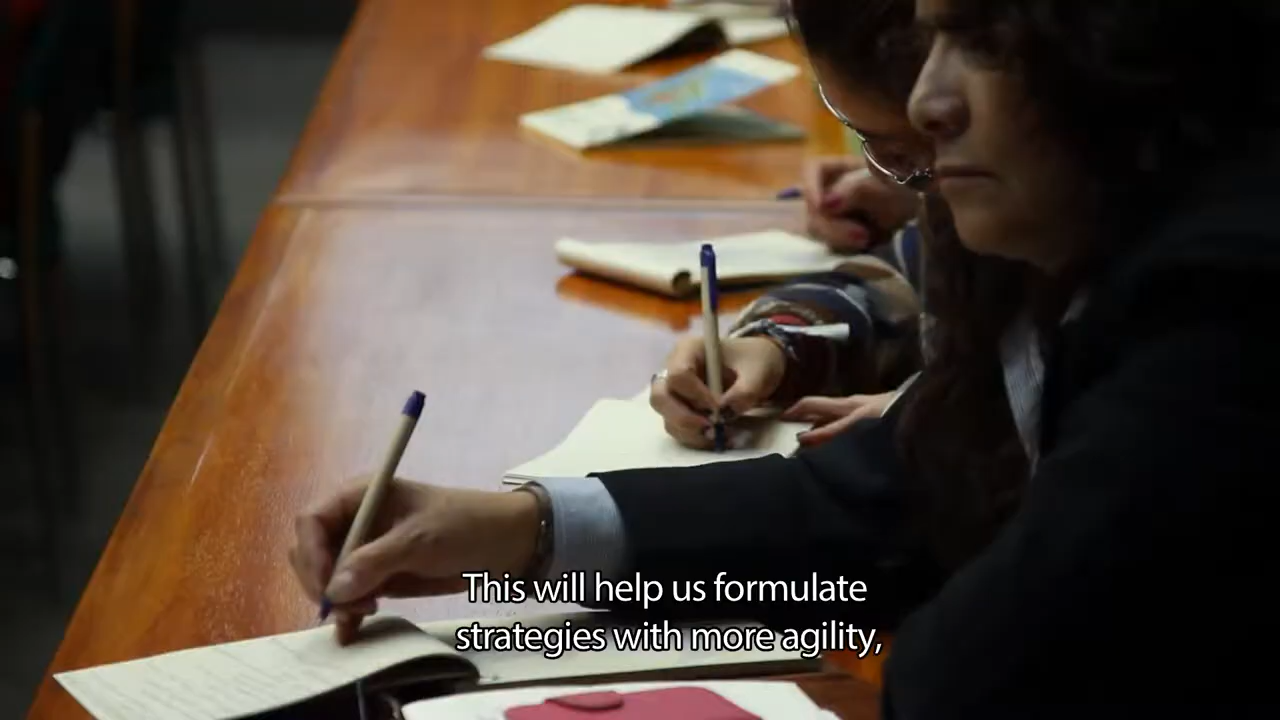 This will help us formulate
strategies with more agility,